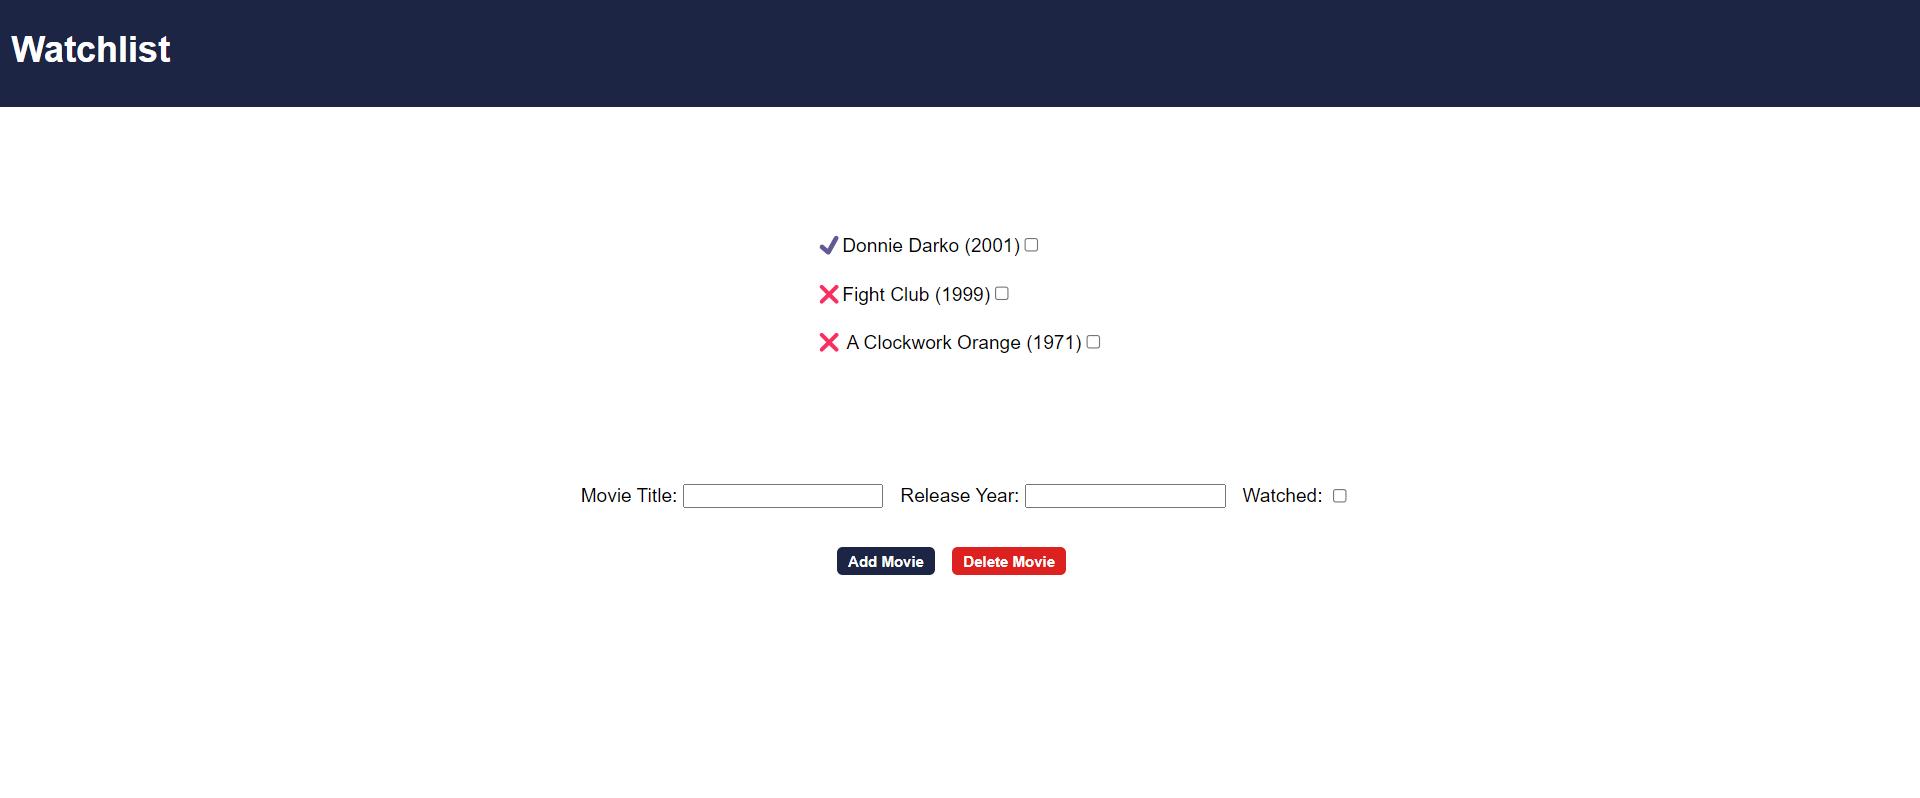 Watchlist
Donnie Darko (2001)
Fight Club (1999)
A Clockwork Orange (1971)
Movie Title: Release Year: Watched:
Add Movie Delete Movie